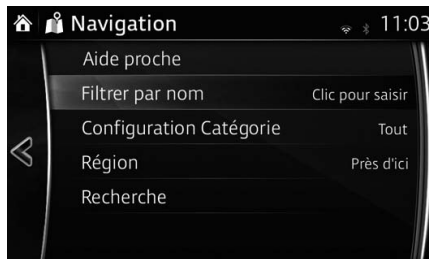 Navigation 11:03
Aide proche
Filtrer par nom Clic pour saisir
Configuration Catégorie Tout
Région Près d'ici
Recherche